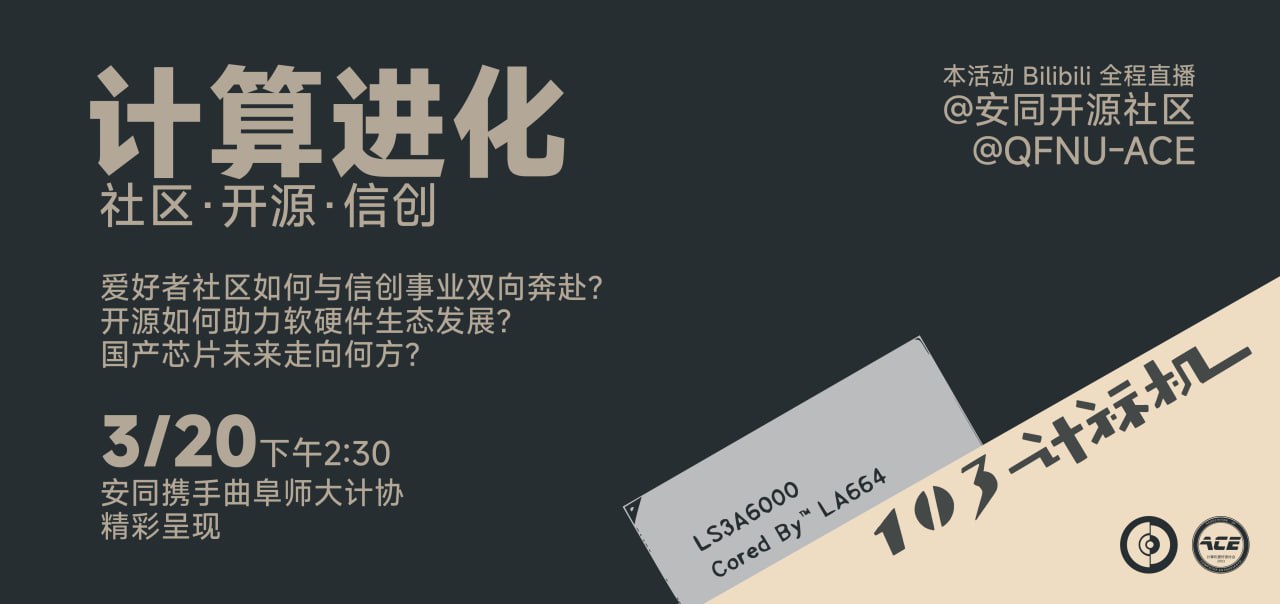 计算进化
社区·开源·信创
爱好者社区如何与信创事业双向奔赴？
开源如何助力软硬件生态发展？
国产芯片未来走向何方？
3/20下午2:30
安同携手曲阜师大计协
精彩呈现
本活动 Bilibili 全程直播
@安同开源社区
@QFNU-ACE
LS3A6000
Cored By™ LA664
103
ACE